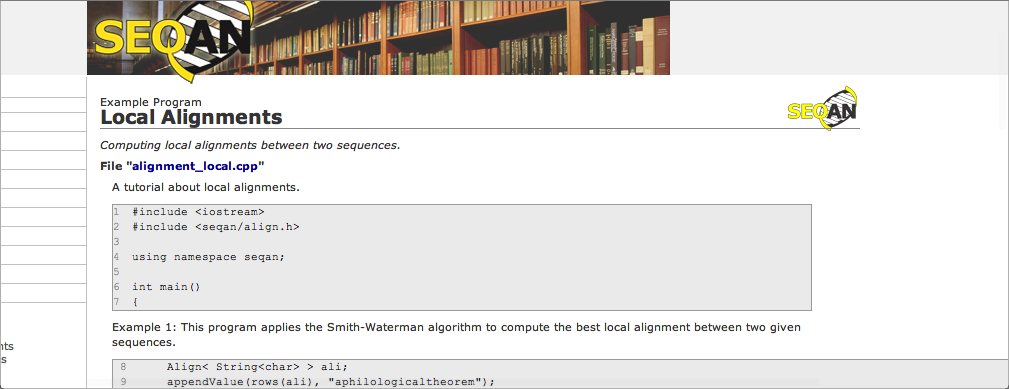 SEQAN
Example Program
Local Alignments
SEQAN
Computing local alignments between two sequences.
File "alignment_local.cpp"
A tutorial about local alignments.
1 #include <iostream>
2 #include <seqan/align.h>
3
4 using namespace seqan;
5
6 int main()
7 {
Example 1: This program applies the Smith-Waterman algorithm to compute the best local alignment between two given
sequences.
8 Align< String<char> > ali;
9 appendValue(rows(ali), "aphilologicaltheorem");